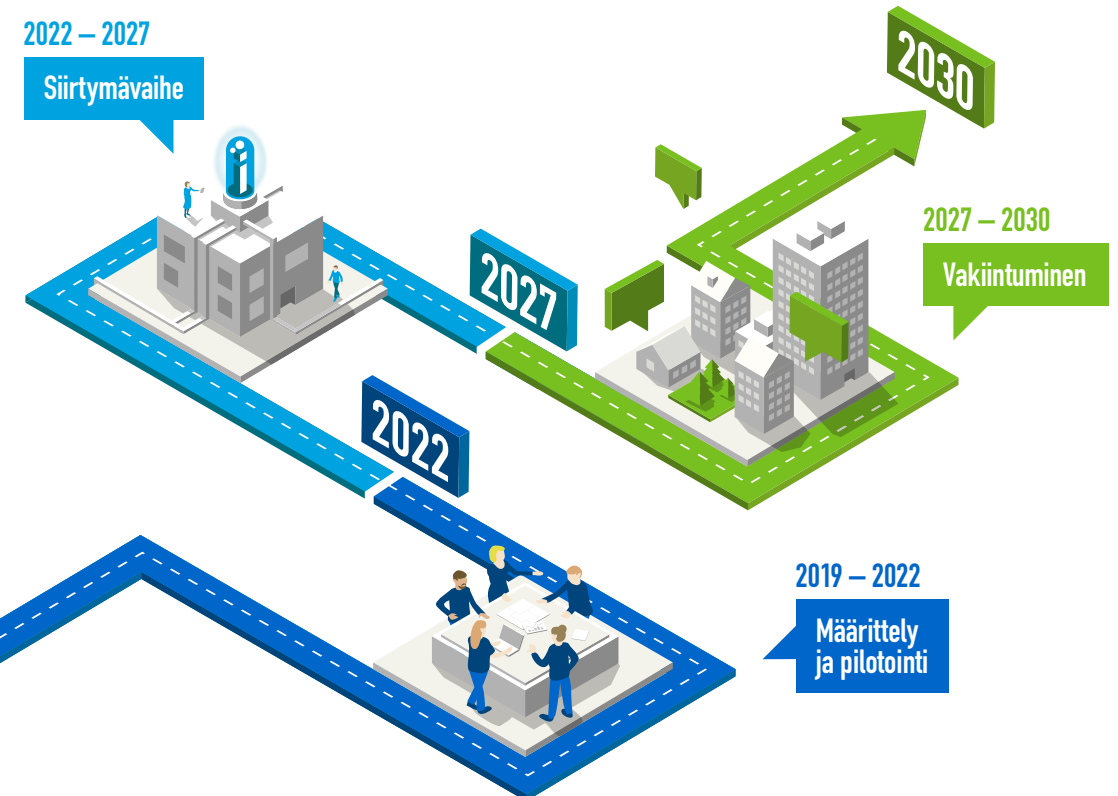 2022 – 2027
Siirtymävaihe
i
2030
2027 – 2030
Vakiintuminen
2027
2022
2019 – 2022
Määrittely
ja pilotointi